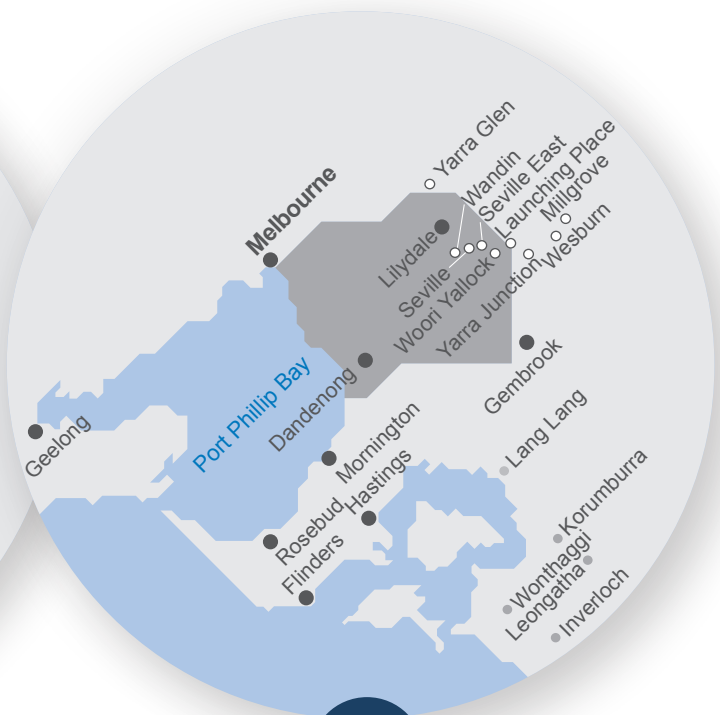 Yarra Glen
Wandin
Seville East
Launching Place
Millgrove
Melbourne
Lilydale
Seville
Woori Yallock
Yarra Junction
Wesburn
Gembrook
Port Phillip Bay
Dandenong
Geelong
Mornington
Hastings
Lang Lang
Rosebud
Flinders
Korumburra
Wonthaggi
Leongatha
Inverloch